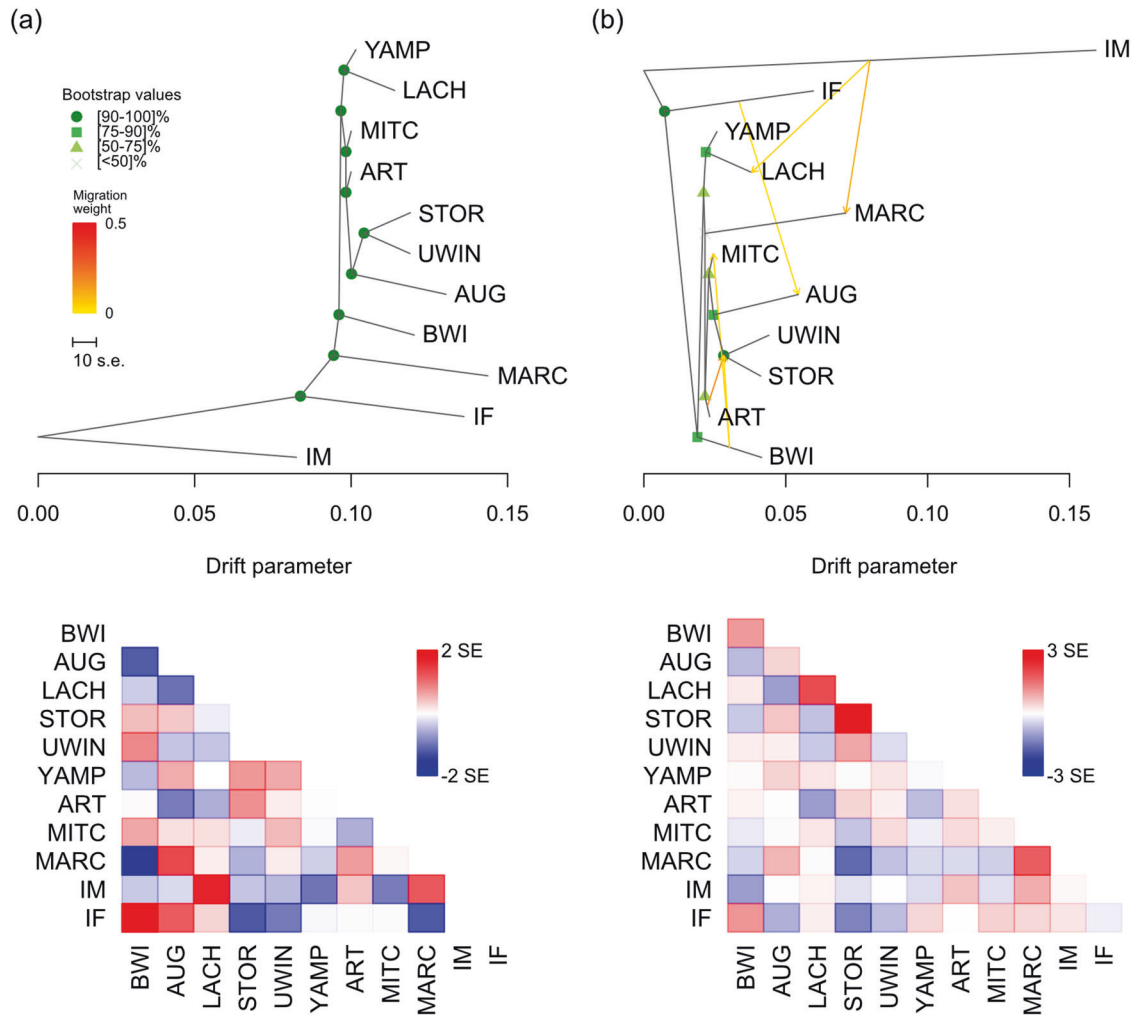 (a)
YAMP
LACH
MITC
ART
STOR
UWIN
AUG
BWI
MARC
IF
IM
Bootstrap values
[90-100]%
[75-90]%
[50-75]%
[<50]%
Migration
weight
0.5
0
10 s.e.
0.00 0.05 0.10 0.15
Drift parameter
(b)
IM
IF
YAMP
LACH
MARC
MITC
AUG
UWIN
STOR
ART
BWI
0.00 0.05 0.10 0.15
Drift parameter
BWI
AUG
LACH
STOR
UWIN
YAMP
ART
MITC
MARC
IM
IF
2 SE
-2 SE
BWI AUG LACH STOR UWIN YAMP ART MITC MARC IM IF
BWI
AUG
LACH
STOR
UWIN
YAMP
ART
MITC
MARC
IM
IF
3 SE
-3 SE
BWI AUG LACH STOR UWIN YAMP ART MITC MARC IM IF